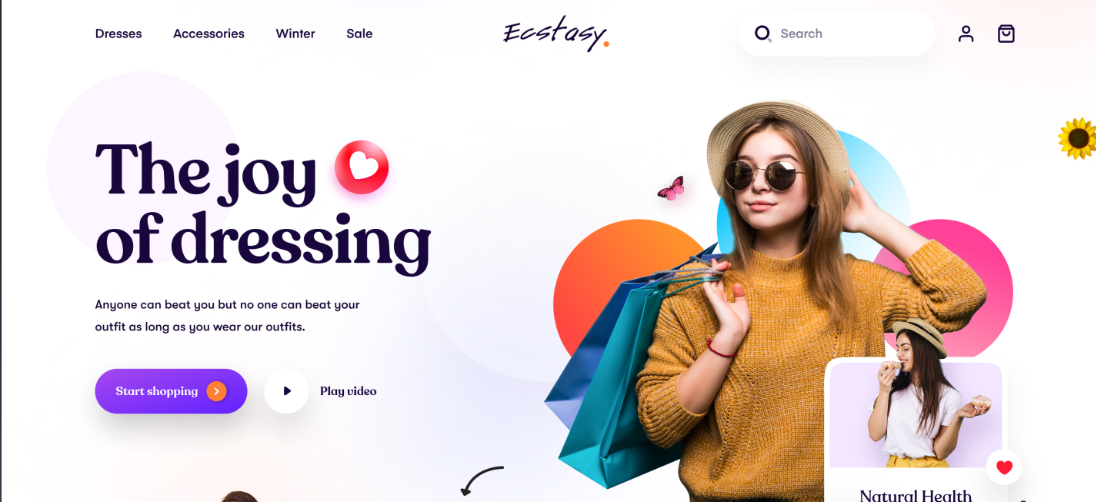 Dresses Accessories Winter Sale
Ecstasy.
Search
The joy
of dressing
Anyone can beat you but no one can beat your
outfit as long as you wear our outfits.
Start shopping
Play video
Natural Health